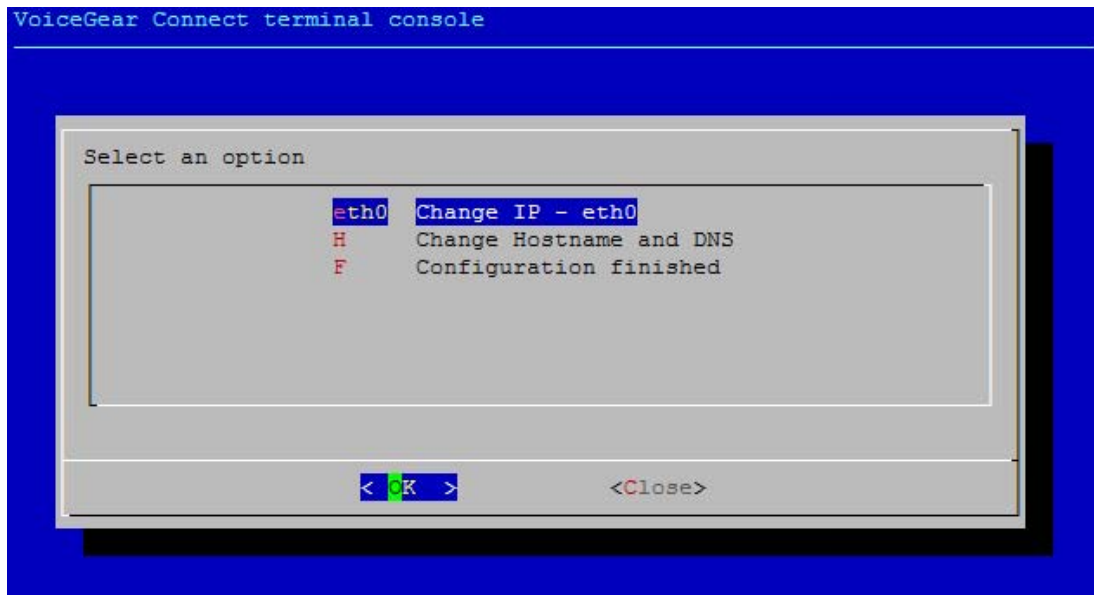 VoiceGear Connect terminal console
Select an option
eth0 Change IP - eth0
H Change Hostname and DNS
F Configuration finished
< OK > <Close>